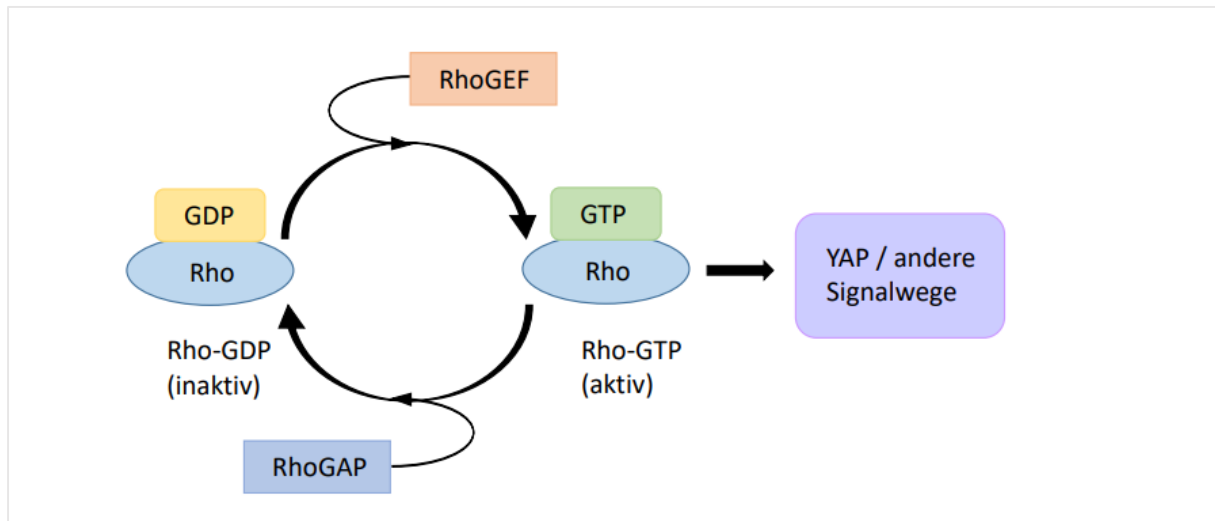 RhoGEF
GDP
Rho
GTP
Rho
YAP / andere
Signalwege
Rho-GDP
(inaktiv)
Rho-GTP
(aktiv)
RhoGAP